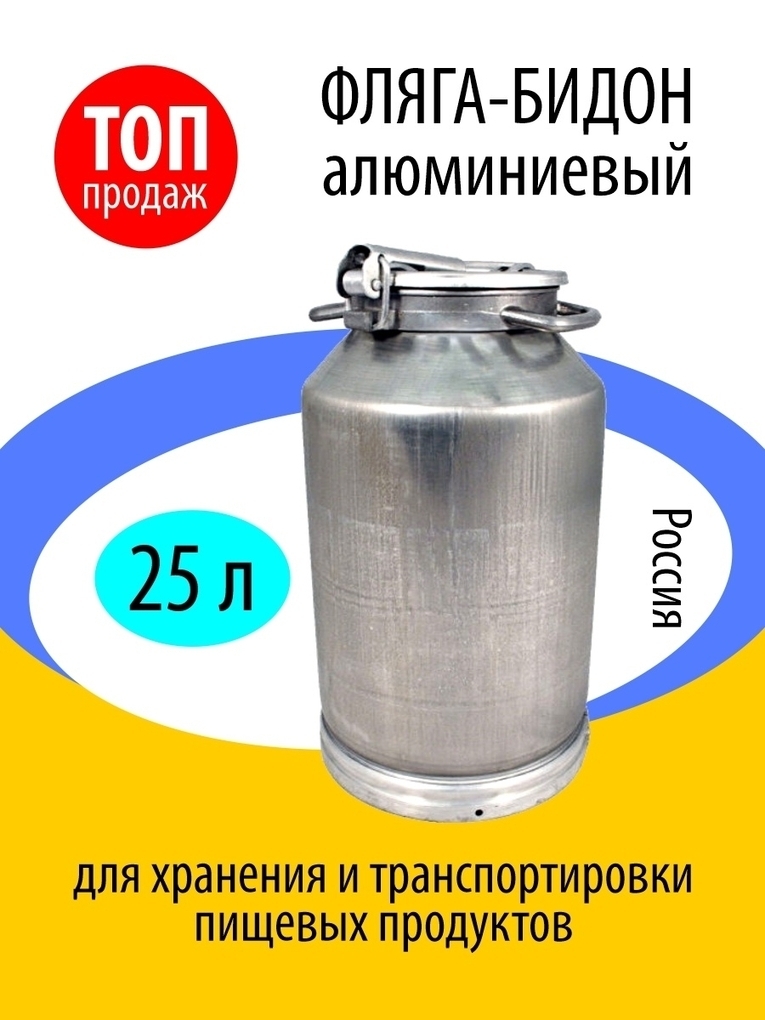 ТОП
продаж
ФЛЯГА-БИДОН
алюминиевый
25 л
Россия
для хранения и транспортировки
пищевых продуктов